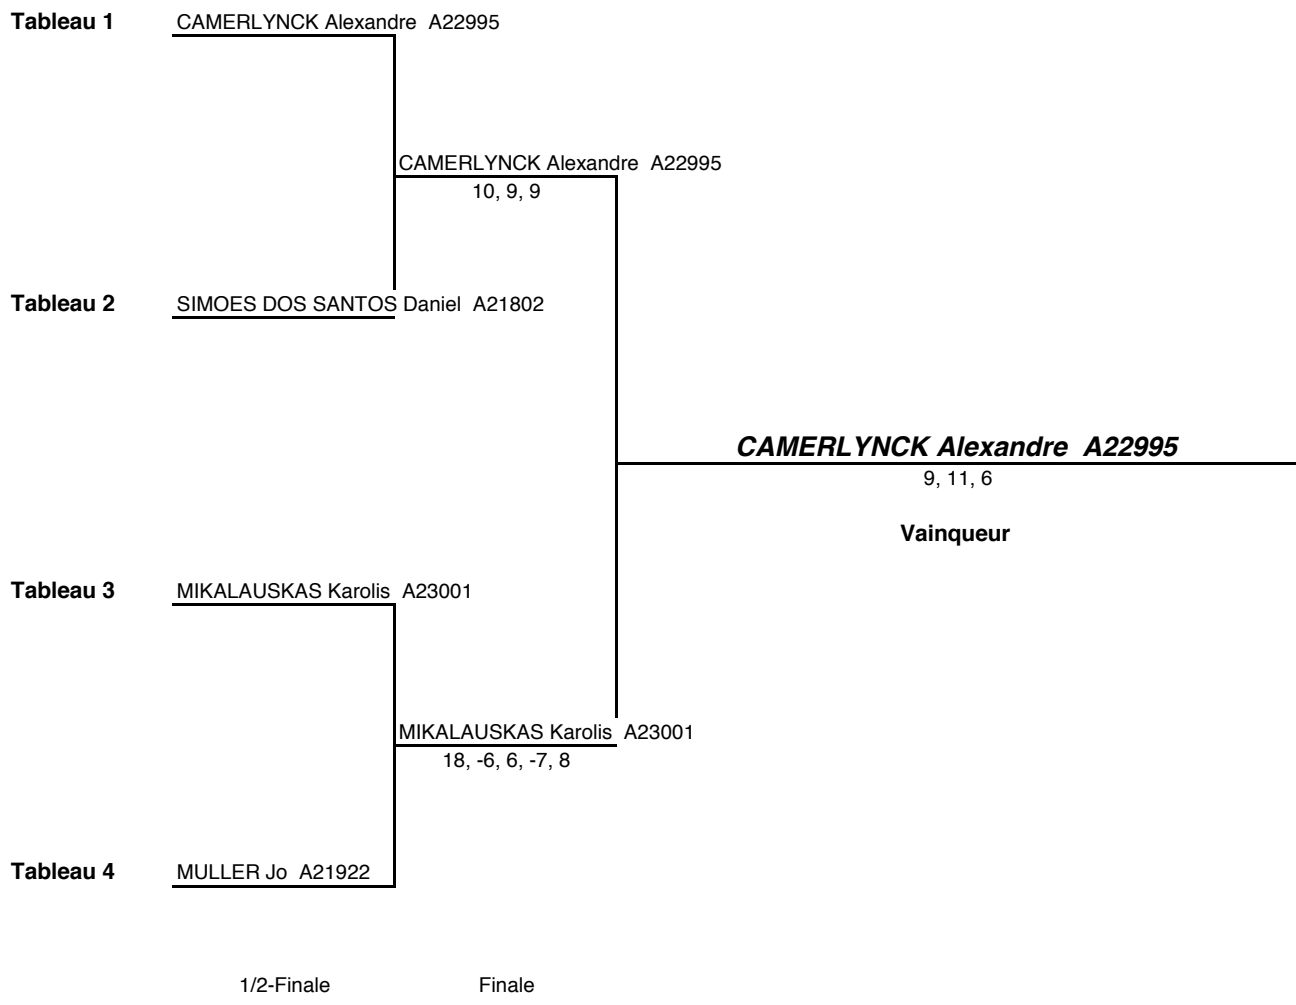 Tableau 1 CAMERLYNCK Alexandre A22995
CAMERLYNCK Alexandre A22995
10, 9, 9
Tableau 2 SIMOES DOS SANTOS Daniel A21802
CAMERLYNCK Alexandre A22995
9, 11, 6
Vainqueur
Tableau 3 MIKALAUSKAS Karolis A23001
MIKALAUSKAS Karolis A23001
18, -6, 6, -7, 8
Tableau 4 MULLER Jo A21922
1/2-Finale Finale